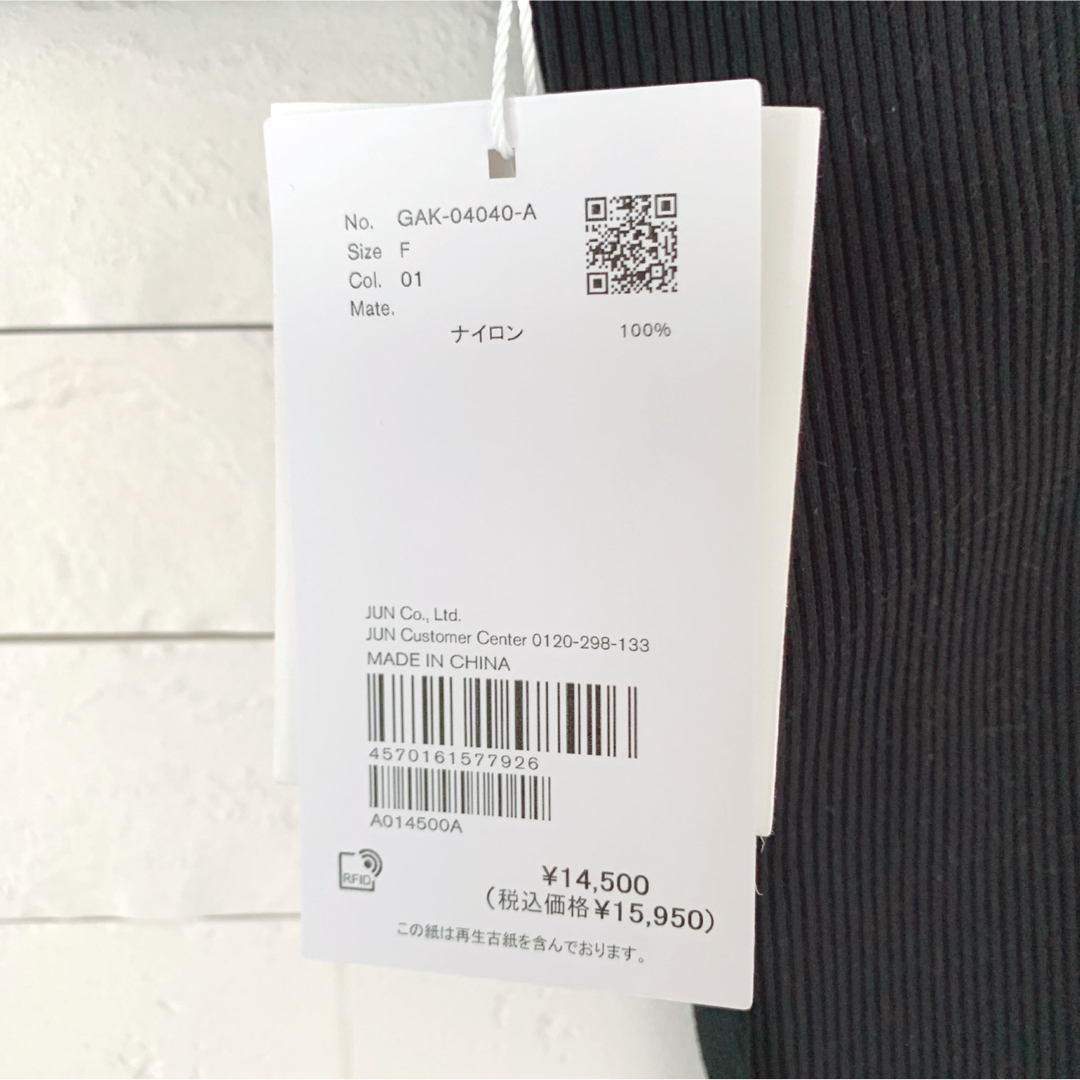 No. GAK-04040-A
Size F
Col. 01
Mate.
ナイロン 100%
JUN Co., Ltd.
JUN Customer Center 0120-298-133
MADE IN CHINA
4570161577926
A014500A
RFID
¥14,500
(税込価格¥15,950)
この紙は再生古紙を含んでおります。